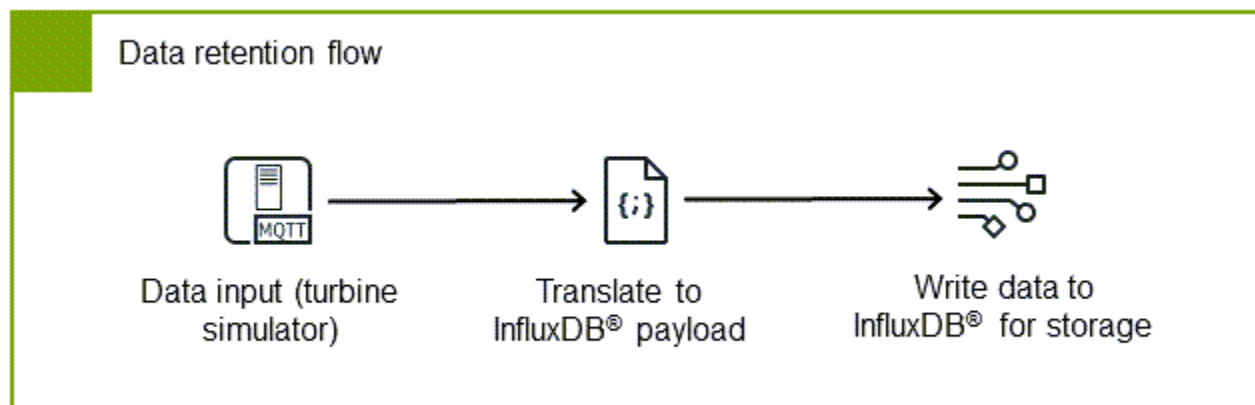 Data retention flow
MQTT
{;}
Data input (turbine
simulator)
Translate to
InfluxDB® payload
Write data to
InfluxDB® for storage